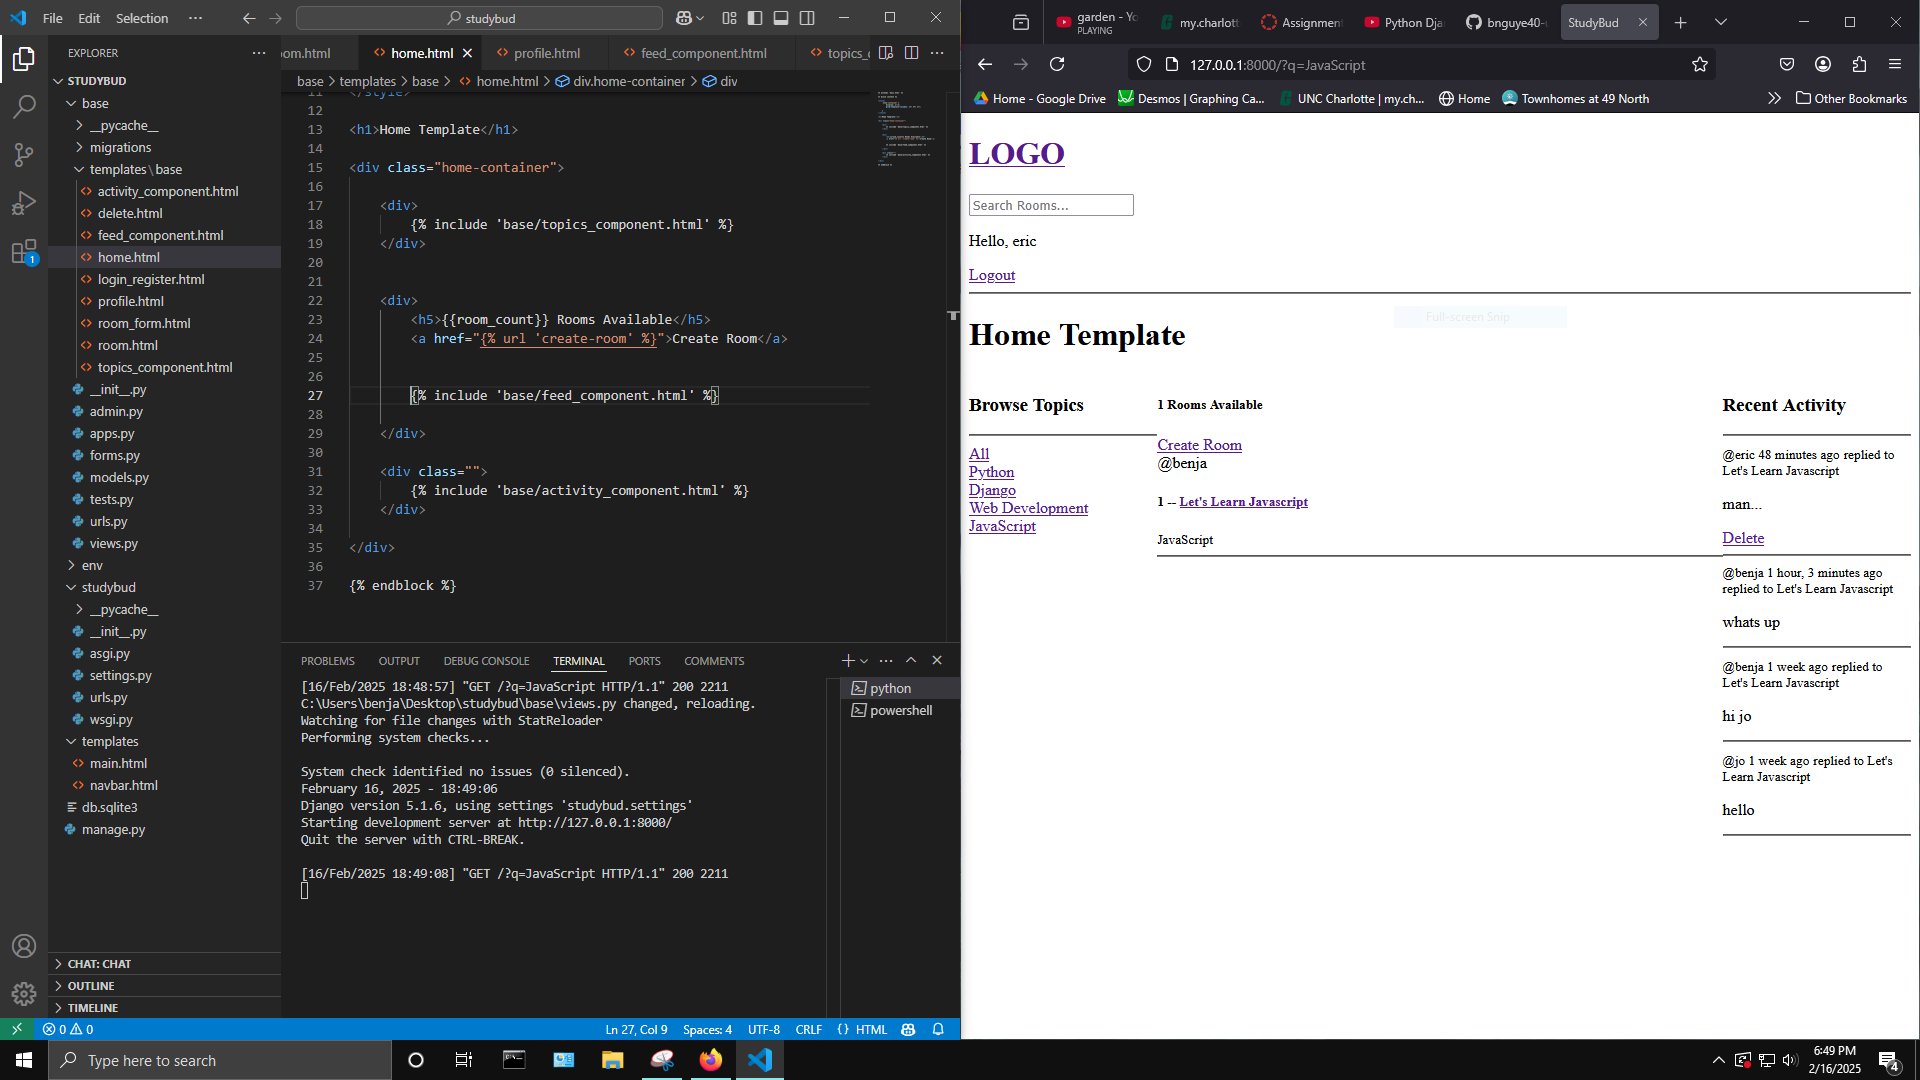 File Edit Selection ··· studybud
EXPLORER
STUDYBUD
base
__pycache__
migrations
templates\base
activity_component.html
delete.html
feed_component.html
home.html
login_register.html
profile.html
room_form.html
room.html
topics_component.html
__init__.py
admin.py
apps.py
forms.py
models.py
tests.py
urls.py
views.py
env
studybud
__pycache__
__init__.py
asgi.py
settings.py
urls.py
wsgi.py
templates
main.html
navbar.html
db.sqlite3
manage.py
CHAT: CHAT
OUTLINE
TIMELINE
om.html home.html profile.html feed_component.html topics_c
base > templates > base > home.html > div.home-container > div
11 </style>
12
13 <h1>Home Template</h1>
14
15 <div class="home-container">
16
17 <div>
18 {% include 'base/topics_component.html' %}
19 </div>
20
21
22 <div>
23 <h5>{{room_count}} Rooms Available</h5>
24 <a href="{% url 'create-room' %}">Create Room</a>
25
26
27 {% include 'base/feed_component.html' %}
28
29 </div>
30
31 <div class="">
32 {% include 'base/activity_component.html' %}
33 </div>
34
35 </div>
36
37 {% endblock %}
PROBLEMS OUTPUT DEBUG CONSOLE TERMINAL PORTS COMMENTS
[16/Feb/2025 18:48:57] "GET /?q=JavaScript HTTP/1.1" 200 2211
C:\Users\benja\Desktop\studybud\base\views.py changed, reloading.
Watching for file changes with StatReloader
Performing system checks...
System check identified no issues (0 silenced).
February 16, 2025 - 18:49:06
Django version 5.1.6, using settings 'studybud.settings'
Starting development server at http://127.0.0.1:8000/
Quit the server with CTRL-BREAK.
[16/Feb/2025 18:49:08] "GET /?q=JavaScript HTTP/1.1" 200 2211
python
powershell
1
0 0 Ln 27, Col 9 Spaces: 4 UTF-8 CRLF {} HTML
garden - Yo
PLAYING
my.charlott Assignmen Python Dja bnguye40- StudyBud
127.0.0.1:8000/?q=JavaScript
Home - Google Drive Desmos | Graphing Ca... UNC Charlotte | my.ch... Home Townhomes at 49 North Other Bookmarks
LOGO
Search Rooms...
Hello, eric
Logout
Full-screen Snip
Home Template
Browse Topics
All
Python
Django
Web Development
JavaScript
1 Rooms Available
Create Room
@benja
1 -- Let's Learn Javascript
JavaScript
Recent Activity
@eric 48 minutes ago replied to
Let's Learn Javascript
man...
Delete
@benja 1 hour, 3 minutes ago
replied to Let's Learn Javascript
whats up
@benja 1 week ago replied to
Let's Learn Javascript
hi jo
@jo 1 week ago replied to Let's
Learn Javascript
hello
Type here to search
6:49 PM
2/16/2025
4